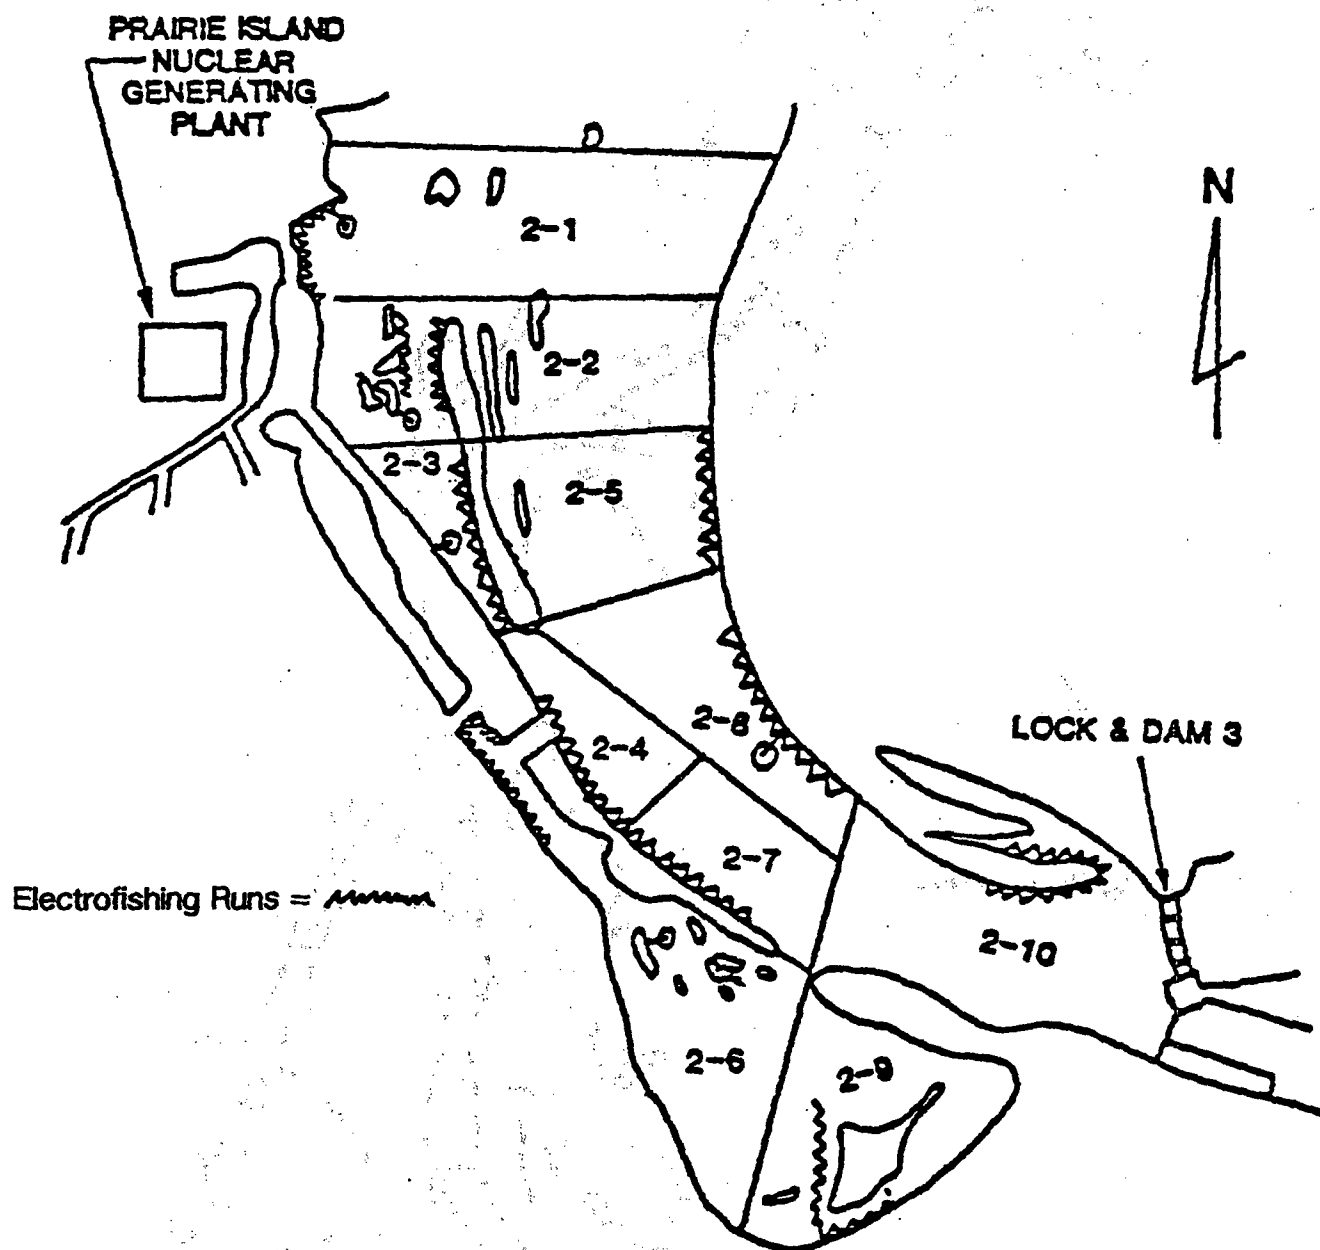 PRAIRIE ISLAND
NUCLEAR
GENERATING
PLANT
N
2-1
2-2
2-3
2-5
2-8
2-4
LOCK & DAM 3
2-7
Electrofishing Runs =
2-10
2-6
2-9